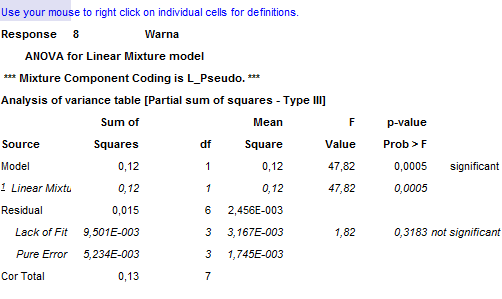 Use your mouse to right click on individual cells for definitions.
Response 8 Warna
ANOVA for Linear Mixture model
*** Mixture Component Coding is L_Pseudo. ***
Analysis of variance table [Partial sum of squares - Type III]
Sum of Mean F p-value
Source Squares df Square Value Prob > F
Model 0,12 1 0,12 47,82 0,0005 significant
1 Linear Mixtu 0,12 1 0,12 47,82 0,0005
Residual 0,015 6 2,456E-003
Lack of Fit 9,501E-003 3 3,167E-003 1,82 0,3183 not significant
Pure Error 5,234E-003 3 1,745E-003
Cor Total 0,13 7